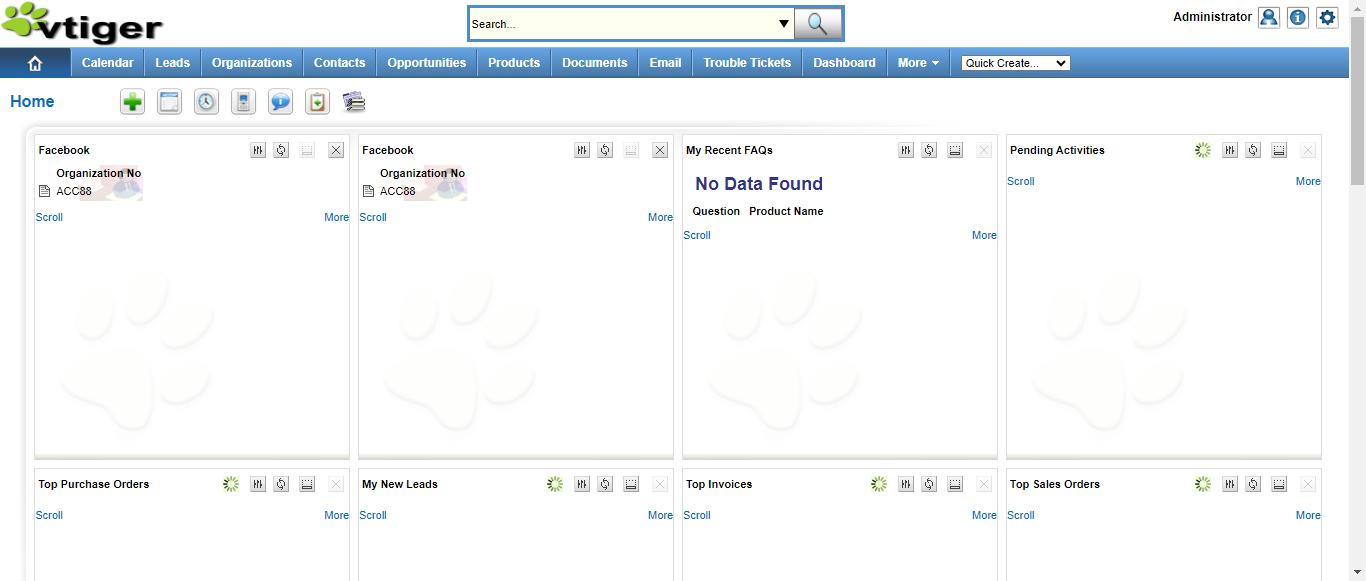 vtiger
Search...
Administrator
Calendar Leads Organizations Contacts Opportunities Products Documents Email Trouble Tickets Dashboard More Quick Create...
Home
Facebook
Organization No
ACC88
Scroll More
Facebook
Organization No
ACC88
Scroll More
My Recent FAQs
No Data Found
Question Product Name
Scroll More
Pending Activities
Scroll More
Top Purchase Orders
Scroll More
My New Leads
Scroll More
Top Invoices
Scroll More
Top Sales Orders
Scroll More